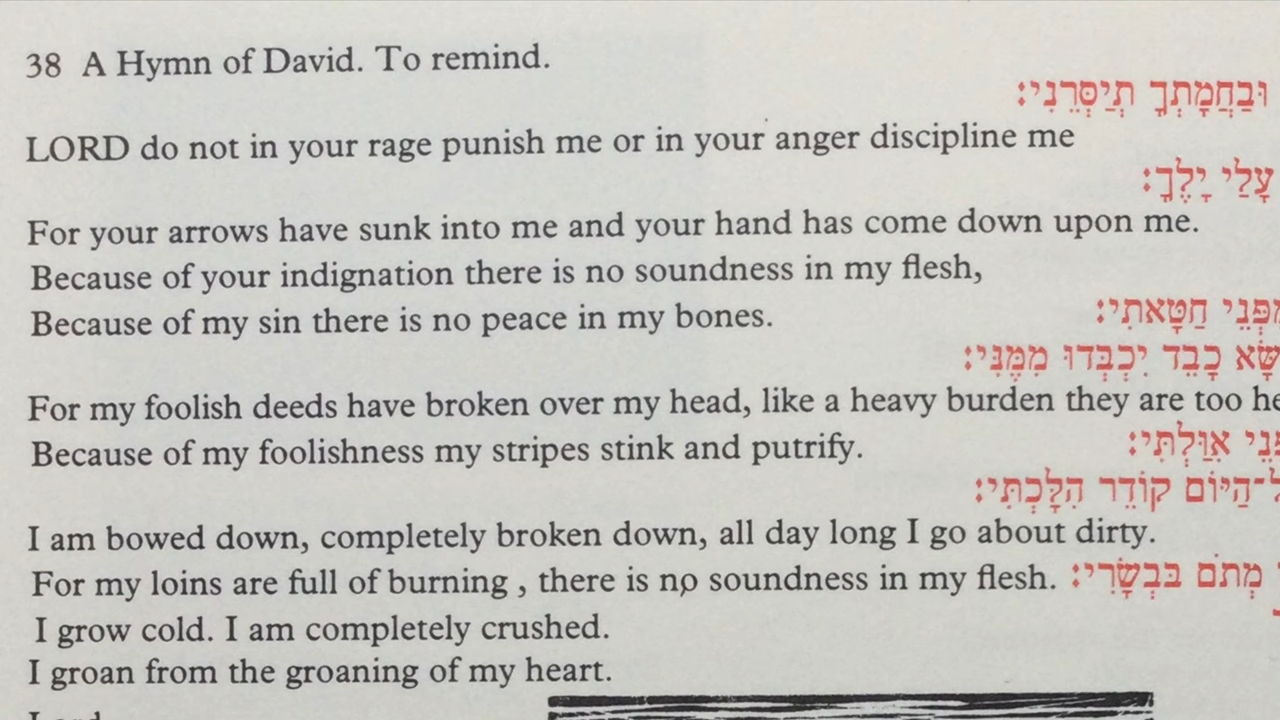 38 A Hymn of David. To remind.
וּבַחֲמָתְךָ תְיַסְּרֵנִי׃
LORD do not in your rage punish me or in your anger discipline me
עָלַי יָדֶךָ׃
For your arrows have sunk into me and your hand has come down upon me.
Because of your indignation there is no soundness in my flesh,
Because of my sin there is no peace in my bones.
חַטָּאתִי׃
כָבֵד יִכְבְּדוּ מִמֶּנִּי׃
For my foolish deeds have broken over my head, like a heavy burden they are too
Because of my foolishness my stripes stink and putrify.
אִוַּלְתִּי׃
הַיּוֹם קוֹדֵר הִלָּכְתִּי׃
I am bowed down, completely broken down, all day long I go about dirty.
For my loins are full of burning , there is no soundness in my flesh.
מְתֹם בִּבְשָׂרִי׃
I grow cold. I am completely crushed.
I groan from the groaning of my heart.